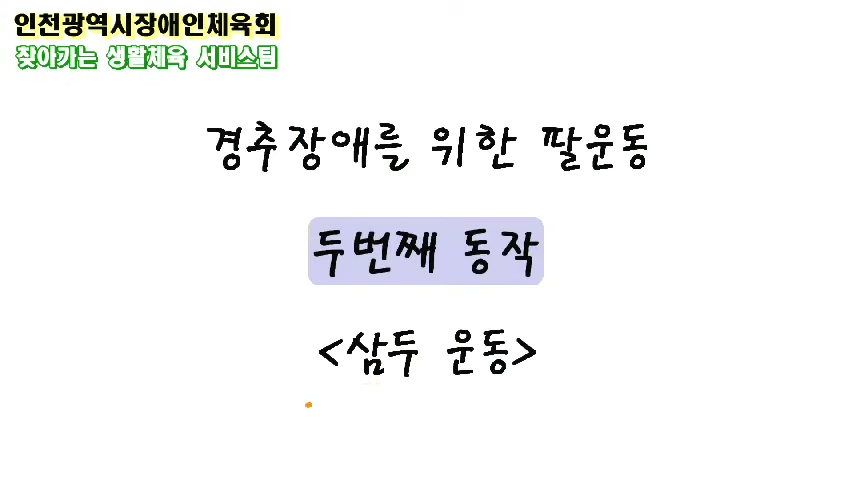 인천광역시장애인체육회
찾아가는 생활체육 서비스팀
경추장애를 위한 팔운동
두번째 동작
<삼두 운동>